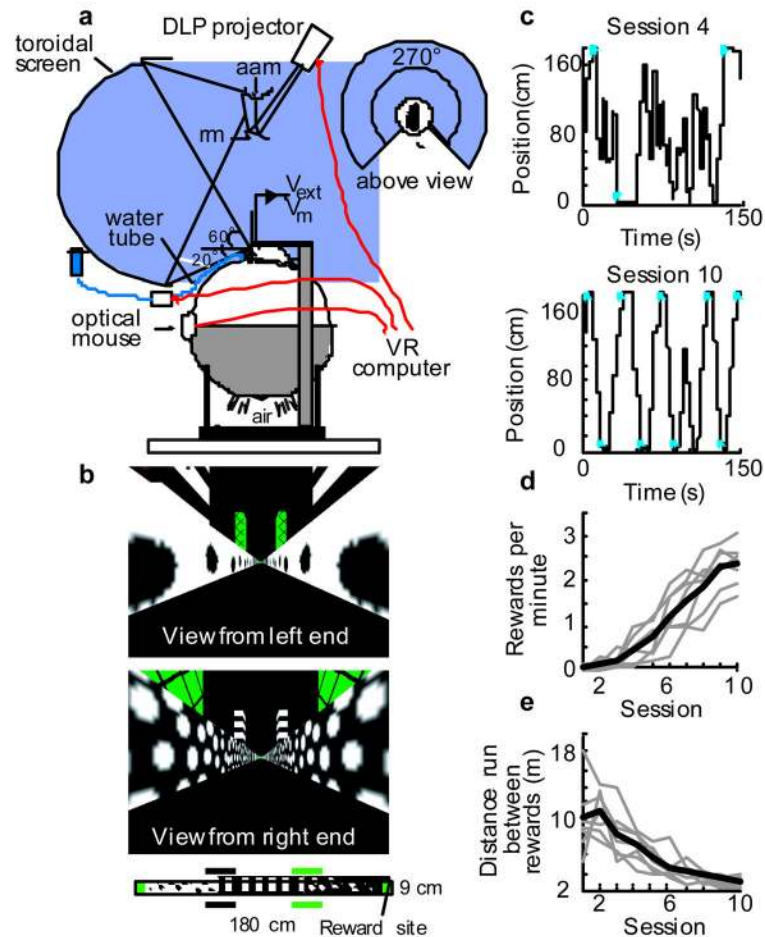 a
DLP projector
toroidal
screen
aam
rm
270°
above view
V_ext
V_m
water
tube
60°
20°
optical
mouse
VR
computer
air
b
View from left end
View from right end
9 cm
180 cm
Reward site
c
Session 4
Position(cm)
160
80
0
0
150
Time (s)
Session 10
Position (cm)
160
80
0
0
150
Time (s)
d
Rewards per
minute
3
2
1
0
2
6
10
Session
e
Distance run
between
rewards (m)
18
10
2
2
6
10
Session